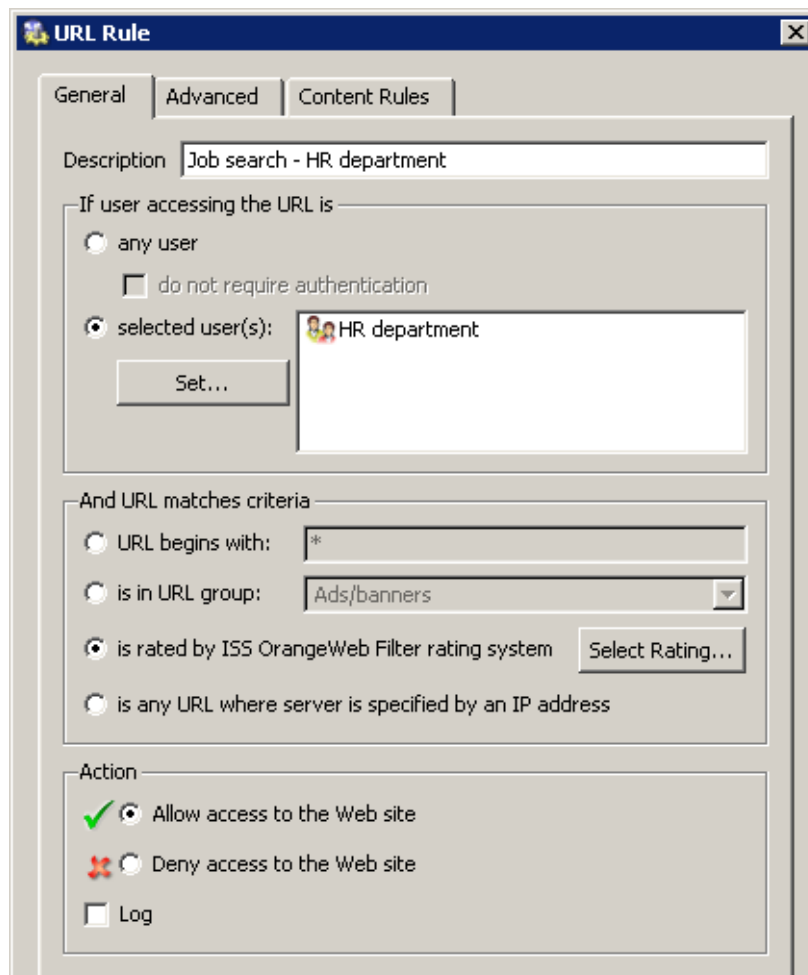 URL Rule
General Advanced Content Rules
Description Job search - HR department
If user accessing the URL is
any user
do not require authentication
selected user(s): HR department
Set...
And URL matches criteria
URL begins with: *
is in URL group: Ads/banners
is rated by ISS OrangeWeb Filter rating system Select Rating...
is any URL where server is specified by an IP address
Action
Allow access to the Web site
Deny access to the Web site
Log